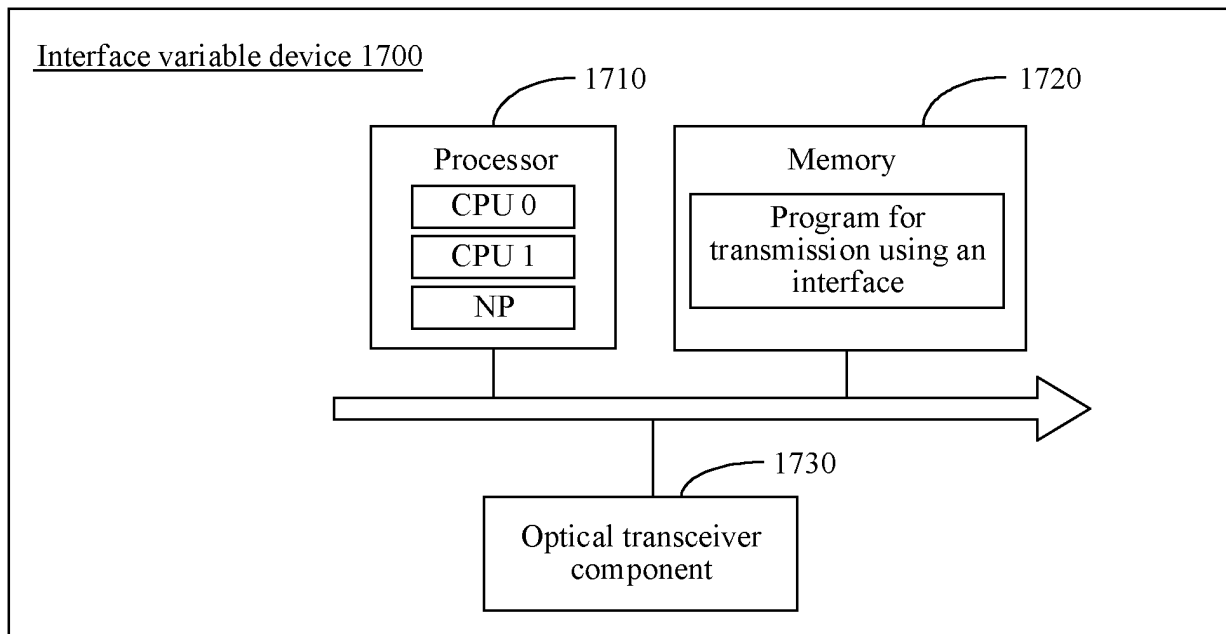 Interface variable device 1700
1710
1720
Processor
CPU 0
CPU 1
NP
Memory
Program for
transmission using an
interface
1730
Optical transceiver
component